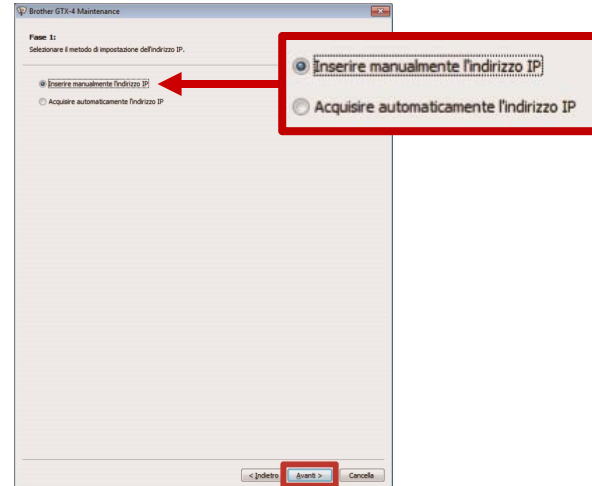 Brother GTX-4 Maintenance
Fase 1:
Selezionare il metodo di impostazione dell'indirizzo IP.
Inserire manualmente l'indirizzo IP
Acquisire automaticamente l'indirizzo IP
Inserire manualmente l'indirizzo IP
Acquisire automaticamente l'indirizzo IP
< Indietro Avanti > Cancella